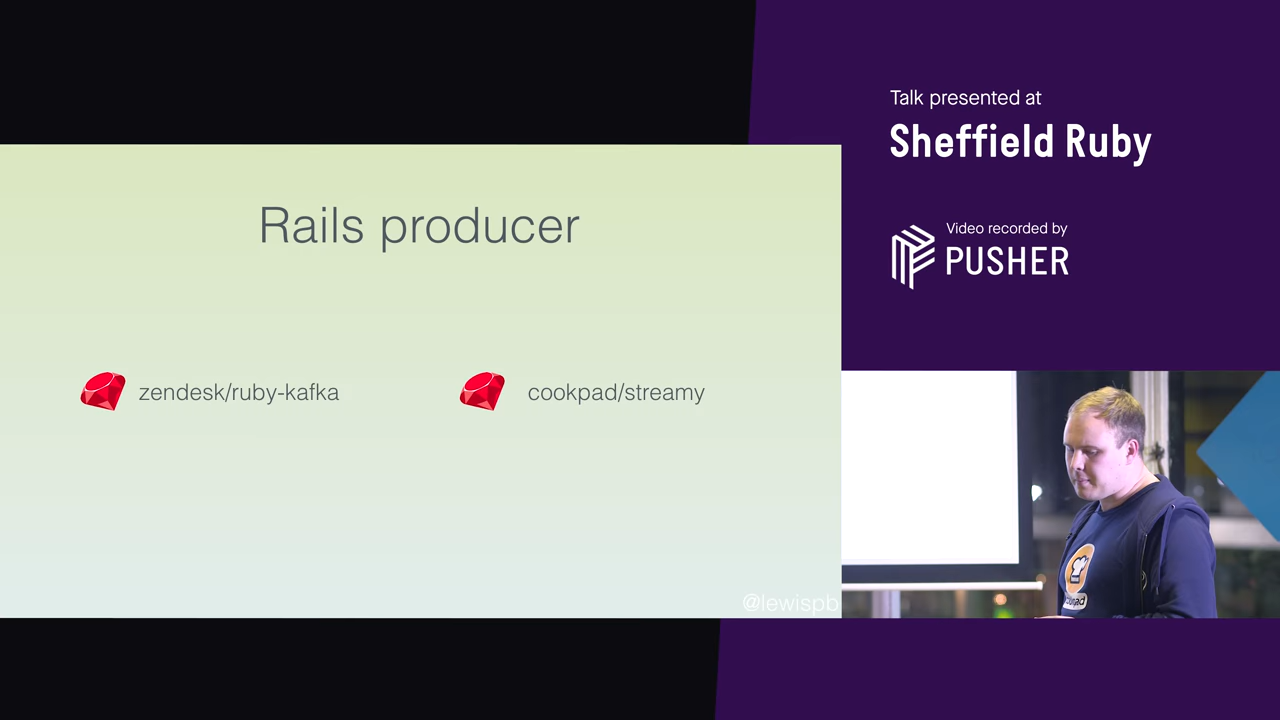 Talk presented at
Sheffield Ruby
Video recorded by
PUSHER
Rails producer
zendesk/ruby-kafka
cookpad/streamy
@lewispb